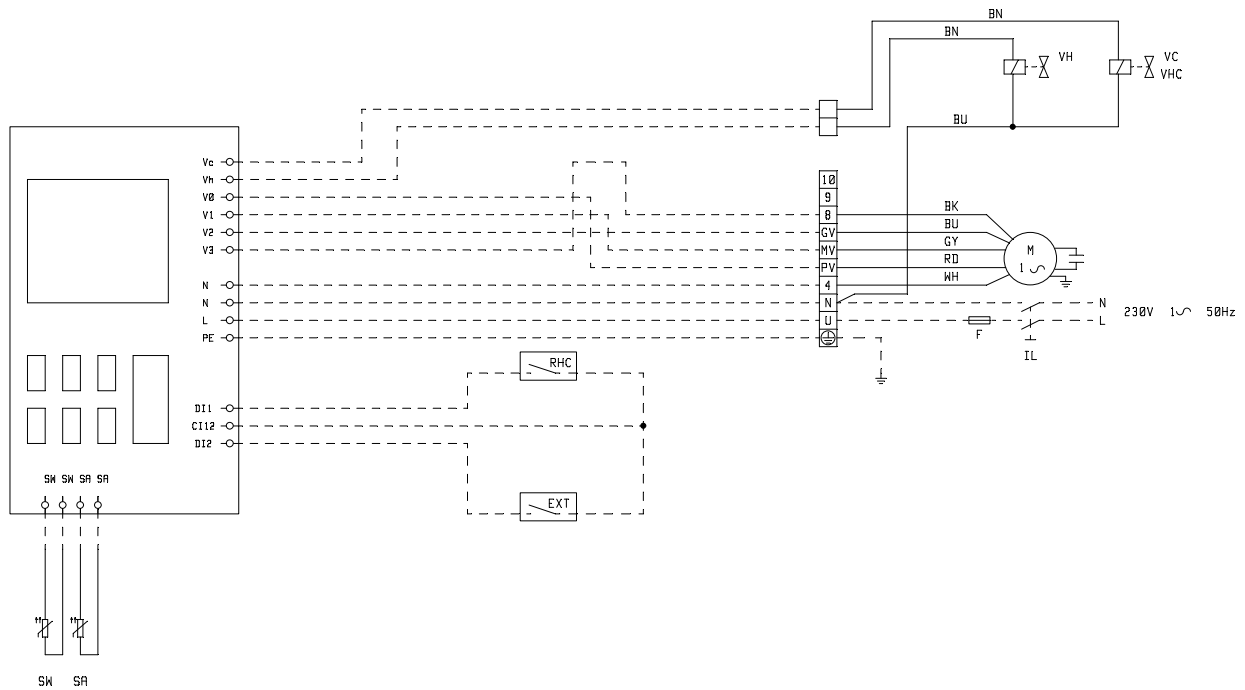 BN
BN
VH
VC
VHC
BU
Vc
Vh
V0
V1
V2
V3
N
N
L
PE
10
9
8
GV
MV
PV
4
N
U
BK
BU
GY
RD
WH
M
1
N
L
230V 1 50Hz
F
IL
RHC
DI1
CI12
DI2
EXT
SW SW SA SA
SW SA